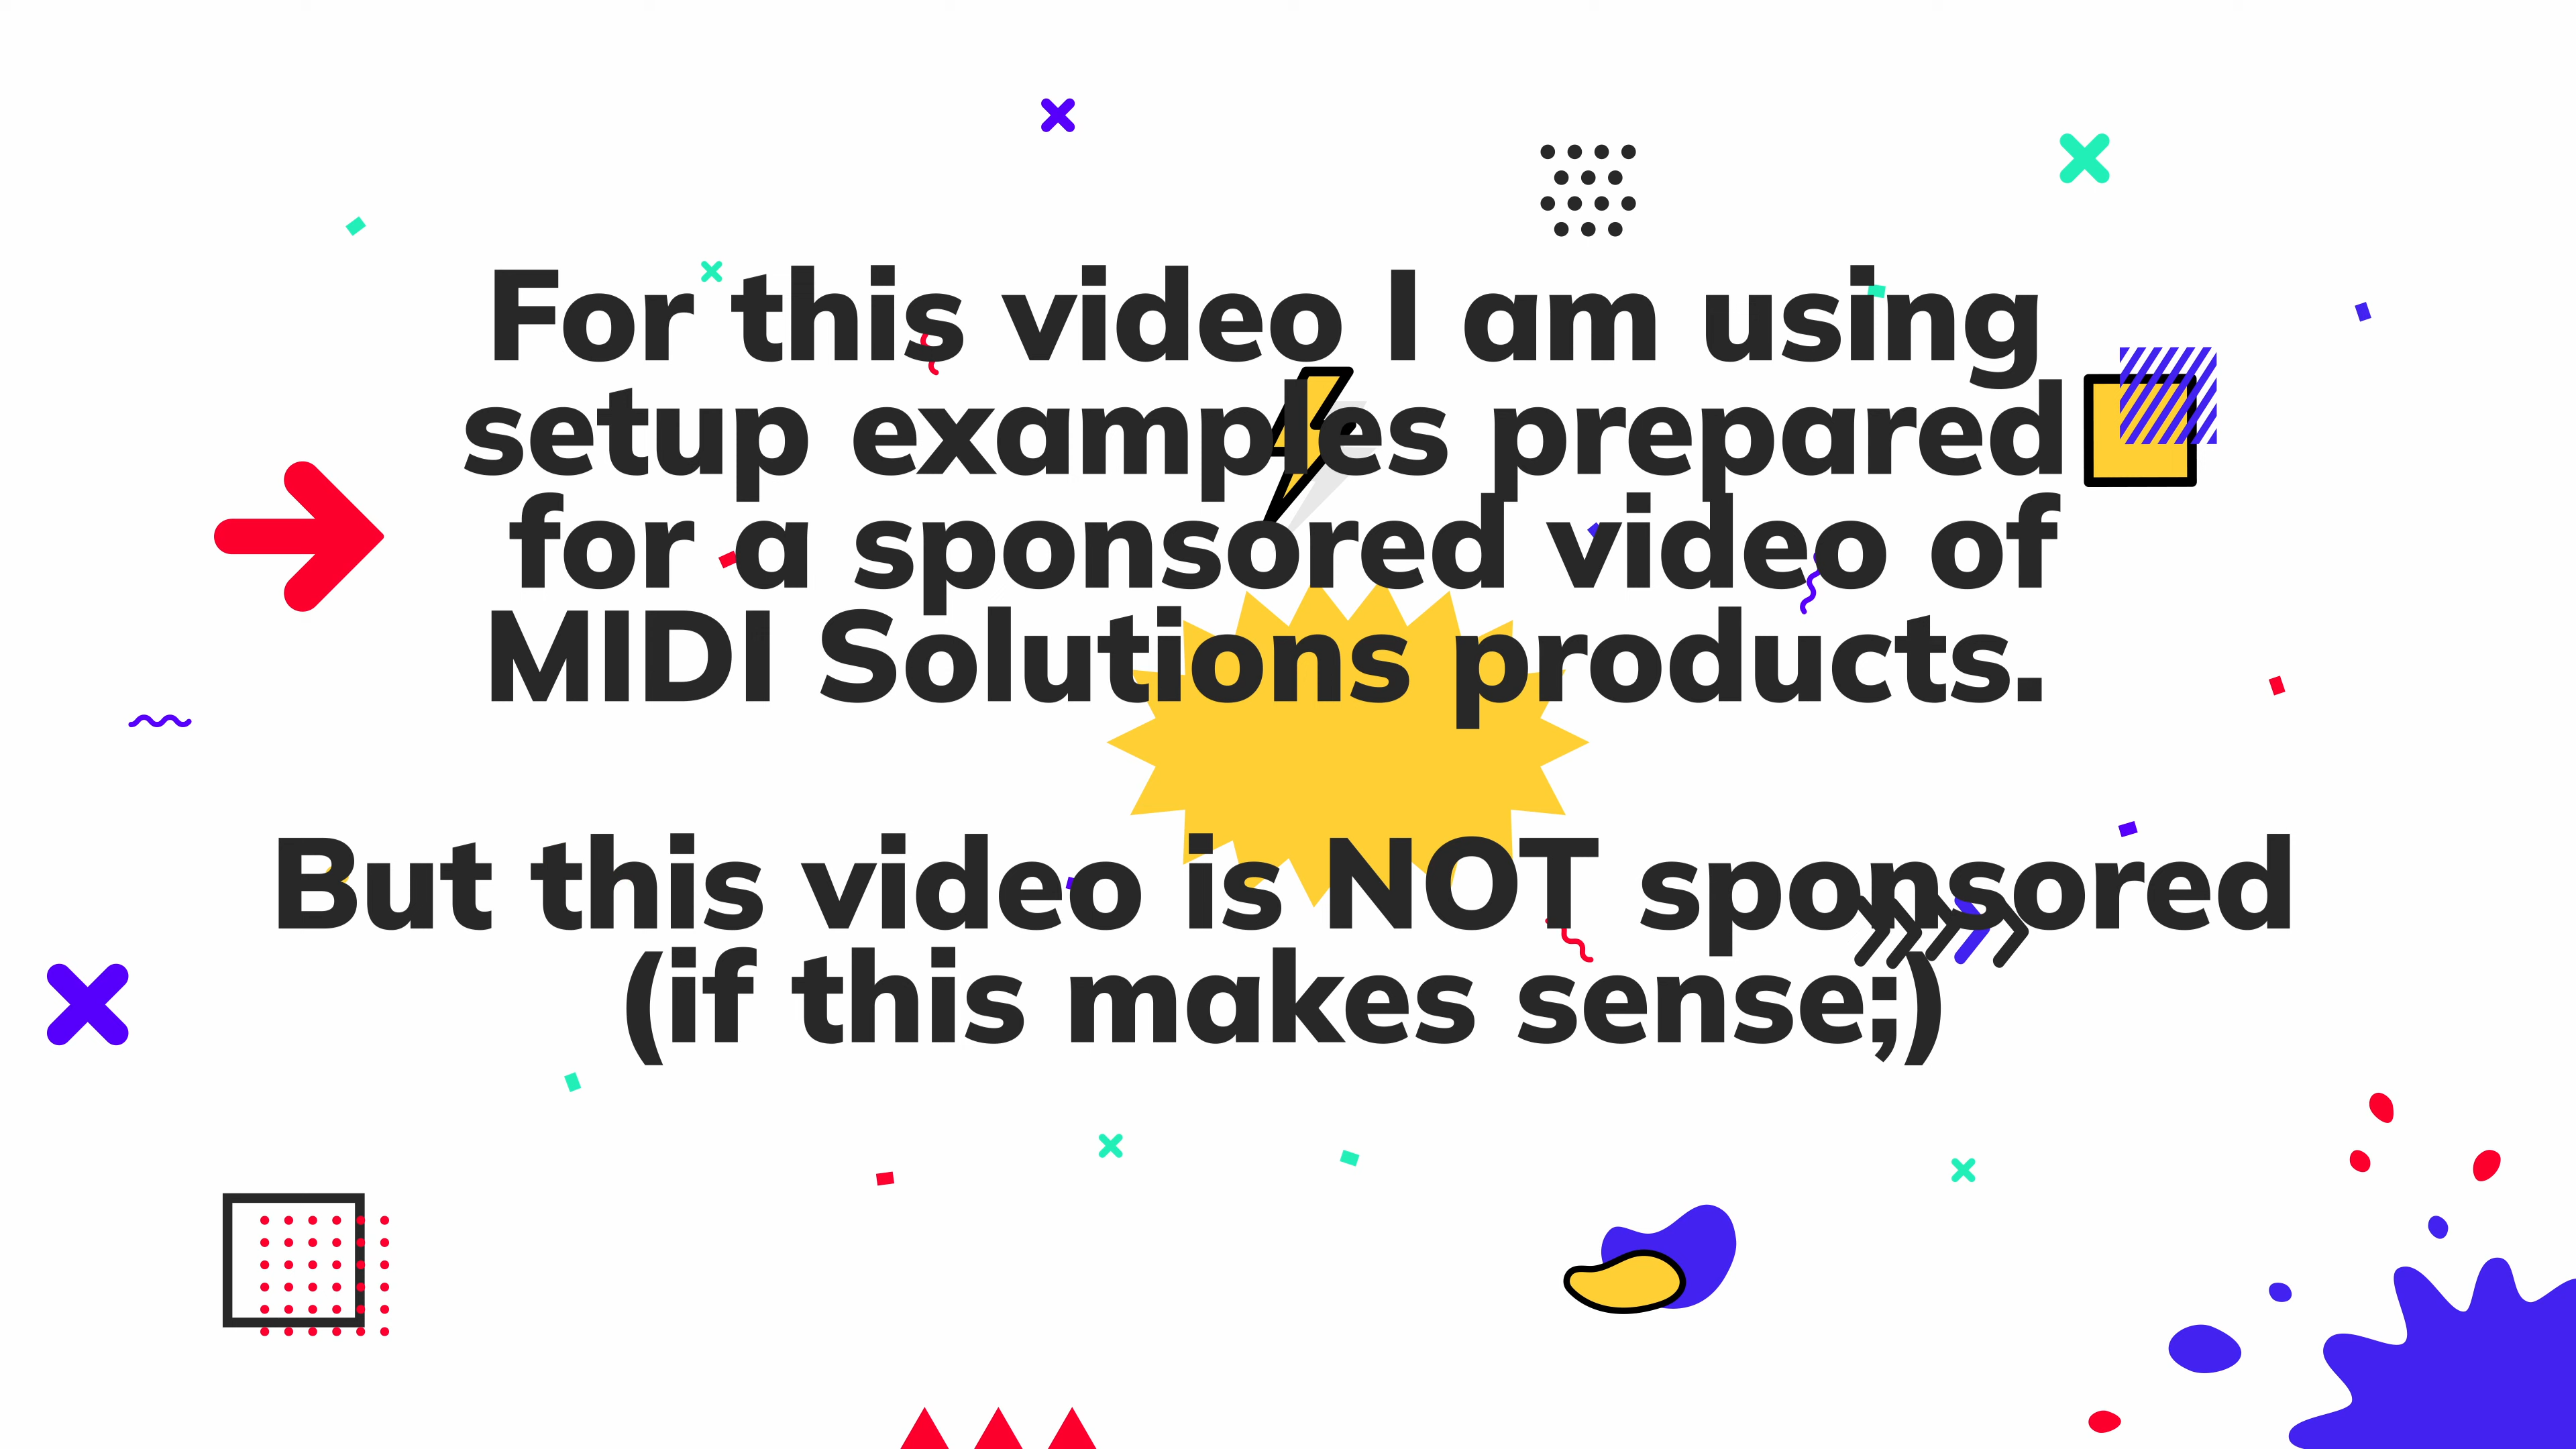 For this video I am using
setup examples prepared
for a sponsored video of
MIDI Solutions products.
But this video is NOT sponsored
(if this makes sense;)